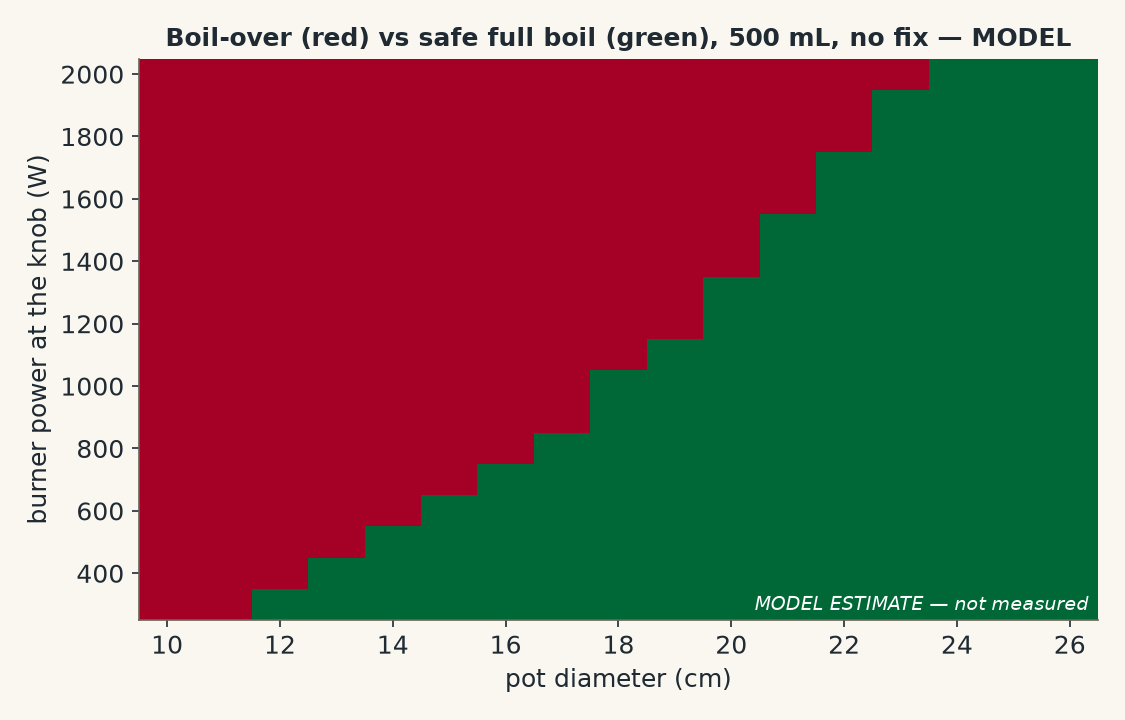 Boil-over (red) vs safe full boil (green), 500 mL, no fix — MODEL
burner power at the knob (W)
2000
1800
1600
1400
1200
1000
800
600
400
MODEL ESTIMATE — not measured
10 12 14 16 18 20 22 24 26
pot diameter (cm)